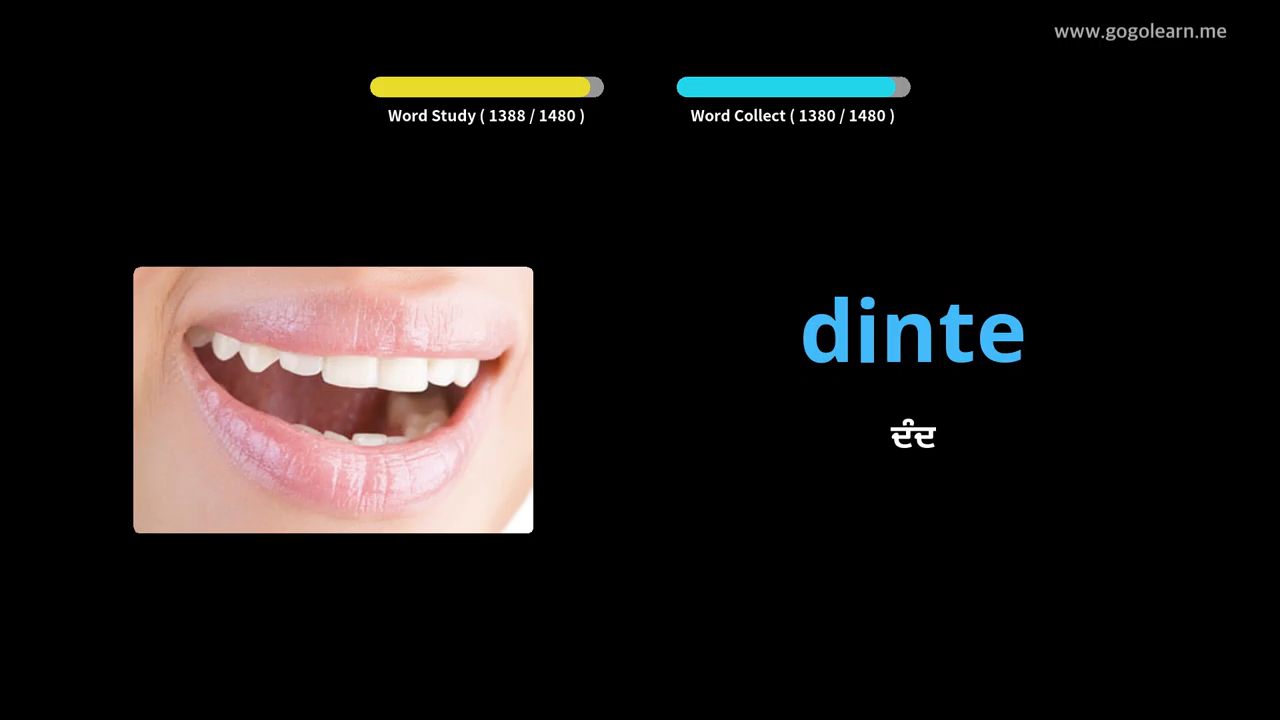 www.gogolearn.me
Word Study ( 1388 / 1480 )
Word Collect ( 1380 / 1480 )
dinte
ਦੰਦ